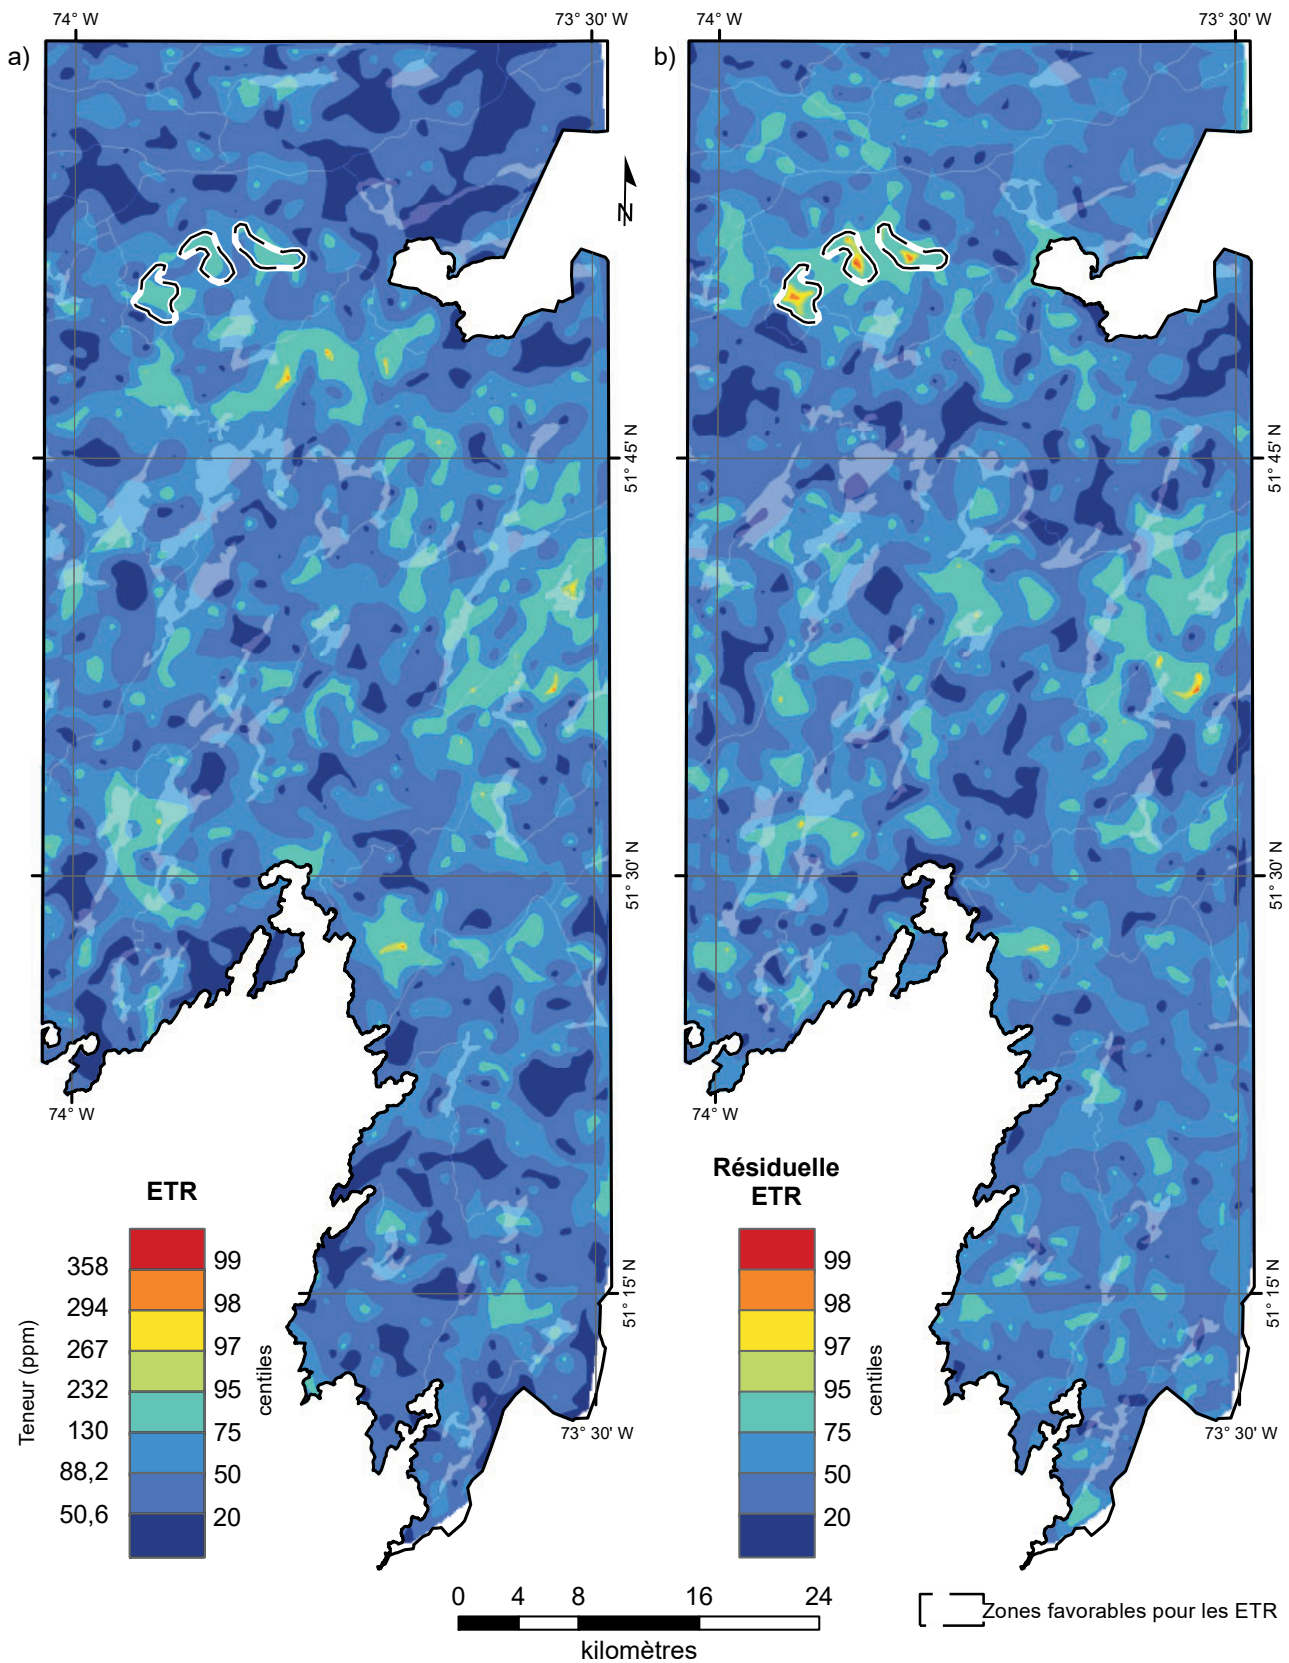 74° W
73° 30' W
74° W
73° 30' W
a)
b)
N
51° 45' N
51° 45' N
51° 30' N
51° 30' N
74° W
74° W
ETR
Résiduelle
ETR
Teneur (ppm)
358
294
267
232
130
88,2
50,6
99
98
97
95
75
50
20
centiles
99
98
97
95
75
50
20
centiles
51° 15' N
51° 15' N
73° 30' W
73° 30' W
0 4 8 16 24
kilomètres
Zones favorables pour les ETR